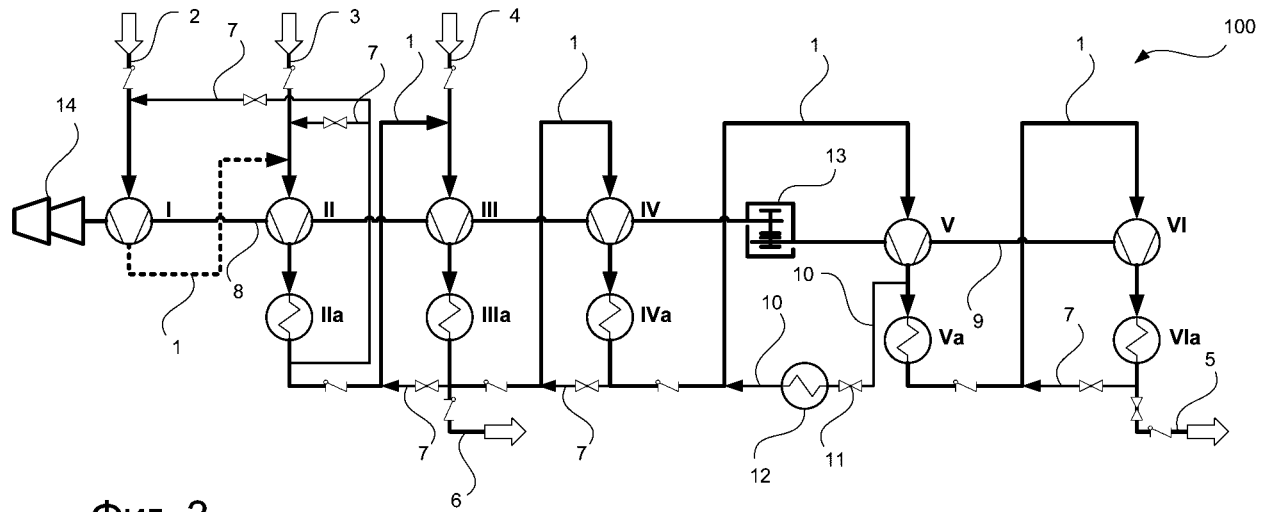 2 3 4 1 1 1 100
7 7 1
14
13
I II III IV V VI
1 8 10 9
IIa IIIa IVa Va VIa
10 7 5
7 7 12 11
6
Фиг. 2